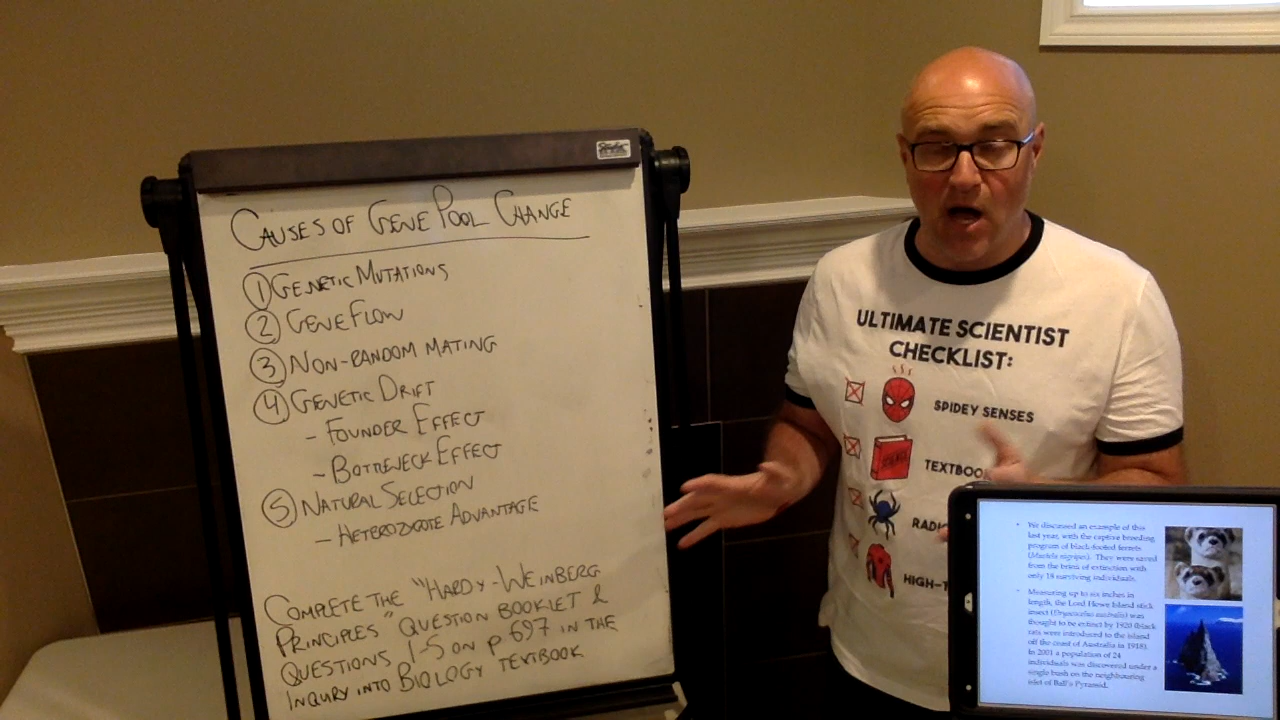 CAUSES OF GENE POOL CHANGE
1 GENETIC MUTATIONS
2 GENE FLOW
3 NON-RANDOM MATING
4 GENETIC DRIFT
- FOUNDER EFFECT
- BOTTLENECK EFFECT
5 NATURAL SELECTION
- HETEROZYGOTE ADVANTAGE
COMPLETE THE "HARDY-WEINBERG
PRINCIPLES" QUESTION BOOKLET &
QUESTIONS 1-5 ON p 697 IN THE
INQUIRY INTO BIOLOGY TEXTBOOK
ULTIMATE SCIENTIST
CHECKLIST:
SPIDEY SENSES
TEXTBOO
RADI
HIGH-T
• We discussed an example of this
last year, with the captive breeding
program of black-footed ferrets
(Mustela nigripes). They were saved
from the brink of extinction with
only 18 surviving individuals.
• Measuring up to six inches in
length, the Lord Howe Island stick
insect (Dryococelus australis) was
thought to be extinct by 1920 (black
rats were introduced to the island
off the coast of Australia in 1918).
In 2001 a population of 24
individuals was discovered under a
single bush on the neighbouring
islet of Ball's Pyramid.